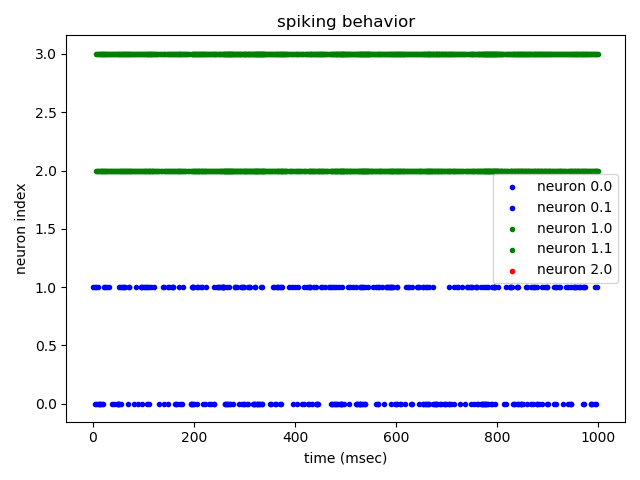 spiking behavior
neuron index
3.0
2.5
2.0
1.5
1.0
0.5
0.0
neuron 0.0
neuron 0.1
neuron 1.0
neuron 1.1
neuron 2.0
0
200
400
600
800
1000
time (msec)